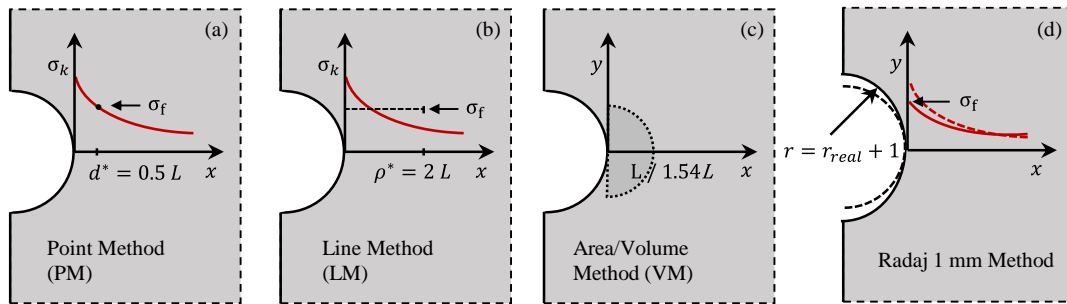 (a)
σk
σf
d* = 0.5 L
x
Point Method
(PM)
(b)
σk
σf
ρ* = 2 L
x
Line Method
(LM)
(c)
y
L / 1.54L
x
Area/Volume
Method (VM)
(d)
y
σf
r = rreal + 1
x
Radaj 1 mm Method